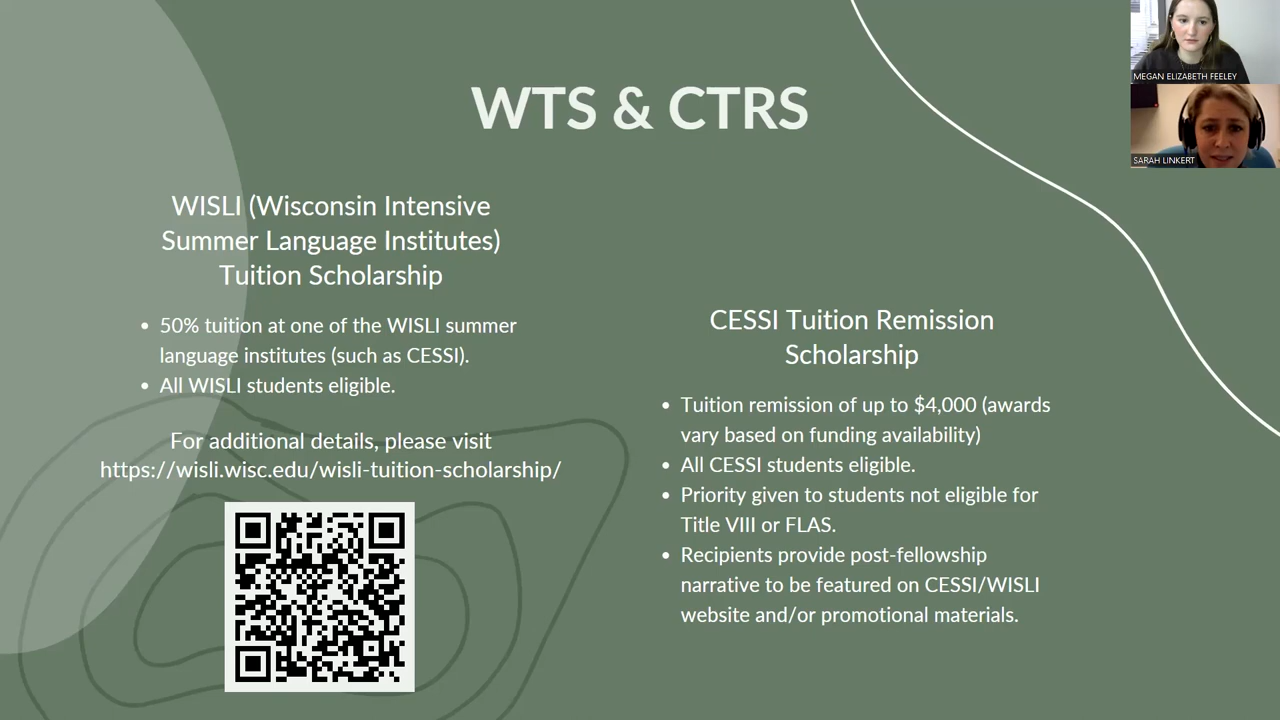 WTS & CTRS
WISLI (Wisconsin Intensive
Summer Language Institutes)
Tuition Scholarship
• 50% tuition at one of the WISLI summer
language institutes (such as CESSI).
• All WISLI students eligible.
For additional details, please visit
https://wisli.wisc.edu/wisli-tuition-scholarship/
CESSI Tuition Remission
Scholarship
• Tuition remission of up to $4,000 (awards
vary based on funding availability)
• All CESSI students eligible.
• Priority given to students not eligible for
Title VIII or FLAS.
• Recipients provide post-fellowship
narrative to be featured on CESSI/WISLI
website and/or promotional materials.
MEGAN ELIZABETH FEELEY
SARAH LINKERT